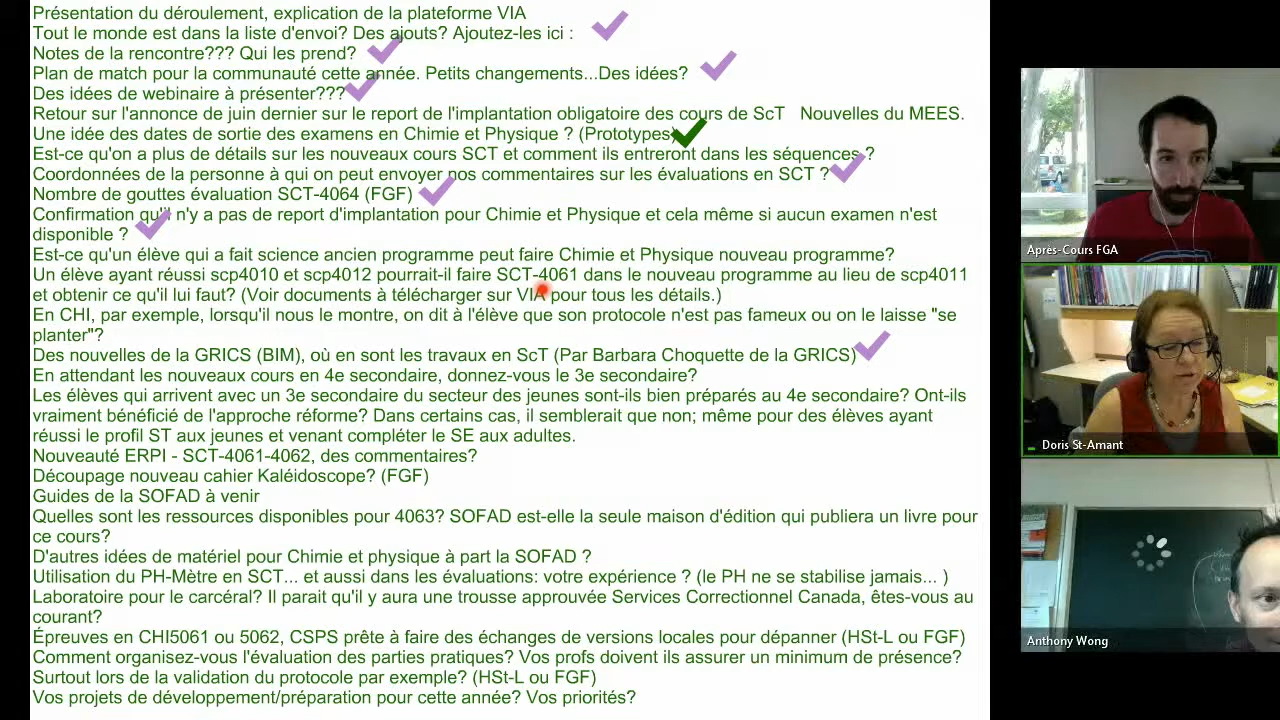 Présentation du déroulement, explication de la plateforme VIA
Tout le monde est dans la liste d'envoi? Des ajouts? Ajoutez-les ici :
Notes de la rencontre??? Qui les prend?
Plan de match pour la communauté cette année. Petits changements...Des idées?
Des idées de webinaire à présenter???
Retour sur l'annonce de juin dernier sur le report de l'implantation obligatoire des cours de ScT Nouvelles du MEES.
Une idée des dates de sortie des examens en Chimie et Physique ? (Prototypes)
Est-ce qu'on a plus de détails sur les nouveaux cours SCT et comment ils entreront dans les séquences ?
Coordonnées de la personne à qui on peut envoyer nos commentaires sur les évaluations en SCT ?
Nombre de gouttes évaluation SCT-4064 (FGF)
Confirmation qu'il n'y a pas de report d'implantation pour Chimie et Physique et cela même si aucun examen n'est
disponible ?
Est-ce qu'un élève qui a fait science ancien programme peut faire Chimie et Physique nouveau programme?
Un élève ayant réussi scp4010 et scp4012 pourrait-il faire SCT-4061 dans le nouveau programme au lieu de scp4011
et obtenir ce qu'il lui faut? (Voir documents à télécharger sur VIA pour tous les détails.)
En CHI, par exemple, lorsqu'il nous le montre, on dit à l'élève que son protocole n'est pas fameux ou on le laisse "se
planter"?
Des nouvelles de la GRICS (BIM), où en sont les travaux en ScT (Par Barbara Choquette de la GRICS)
En attendant les nouveaux cours en 4e secondaire, donnez-vous le 3e secondaire?
Les élèves qui arrivent avec un 3e secondaire du secteur des jeunes sont-ils bien préparés au 4e secondaire? Ont-ils
vraiment bénéficié de l'approche réforme? Dans certains cas, il semblerait que non; même pour des élèves ayant
réussi le profil ST aux jeunes et venant compléter le SE aux adultes.
Nouveauté ERPI - SCT-4061-4062, des commentaires?
Découpage nouveau cahier Kaléidoscope? (FGF)
Guides de la SOFAD à venir
Quelles sont les ressources disponibles pour 4063? SOFAD est-elle la seule maison d'édition qui publiera un livre pour
ce cours?
D'autres idées de matériel pour Chimie et physique à part la SOFAD ?
Utilisation du PH-Mètre en SCT... et aussi dans les évaluations: votre expérience ? (le PH ne se stabilise jamais... )
Laboratoire pour le carcéral? Il parait qu'il y aura une trousse approuvée Services Correctionnel Canada, êtes-vous au
courant?
Épreuves en CHI5061 ou 5062, CSPS prête à faire des échanges de versions locales pour dépanner (HSt-L ou FGF)
Comment organisez-vous l'évaluation des parties pratiques? Vos profs doivent ils assurer un minimum de présence?
Surtout lors de la validation du protocole par exemple? (HSt-L ou FGF)
Vos projets de développement/préparation pour cette année? Vos priorités?
Après-Cours FGA
Doris St-Amant
Anthony Wong